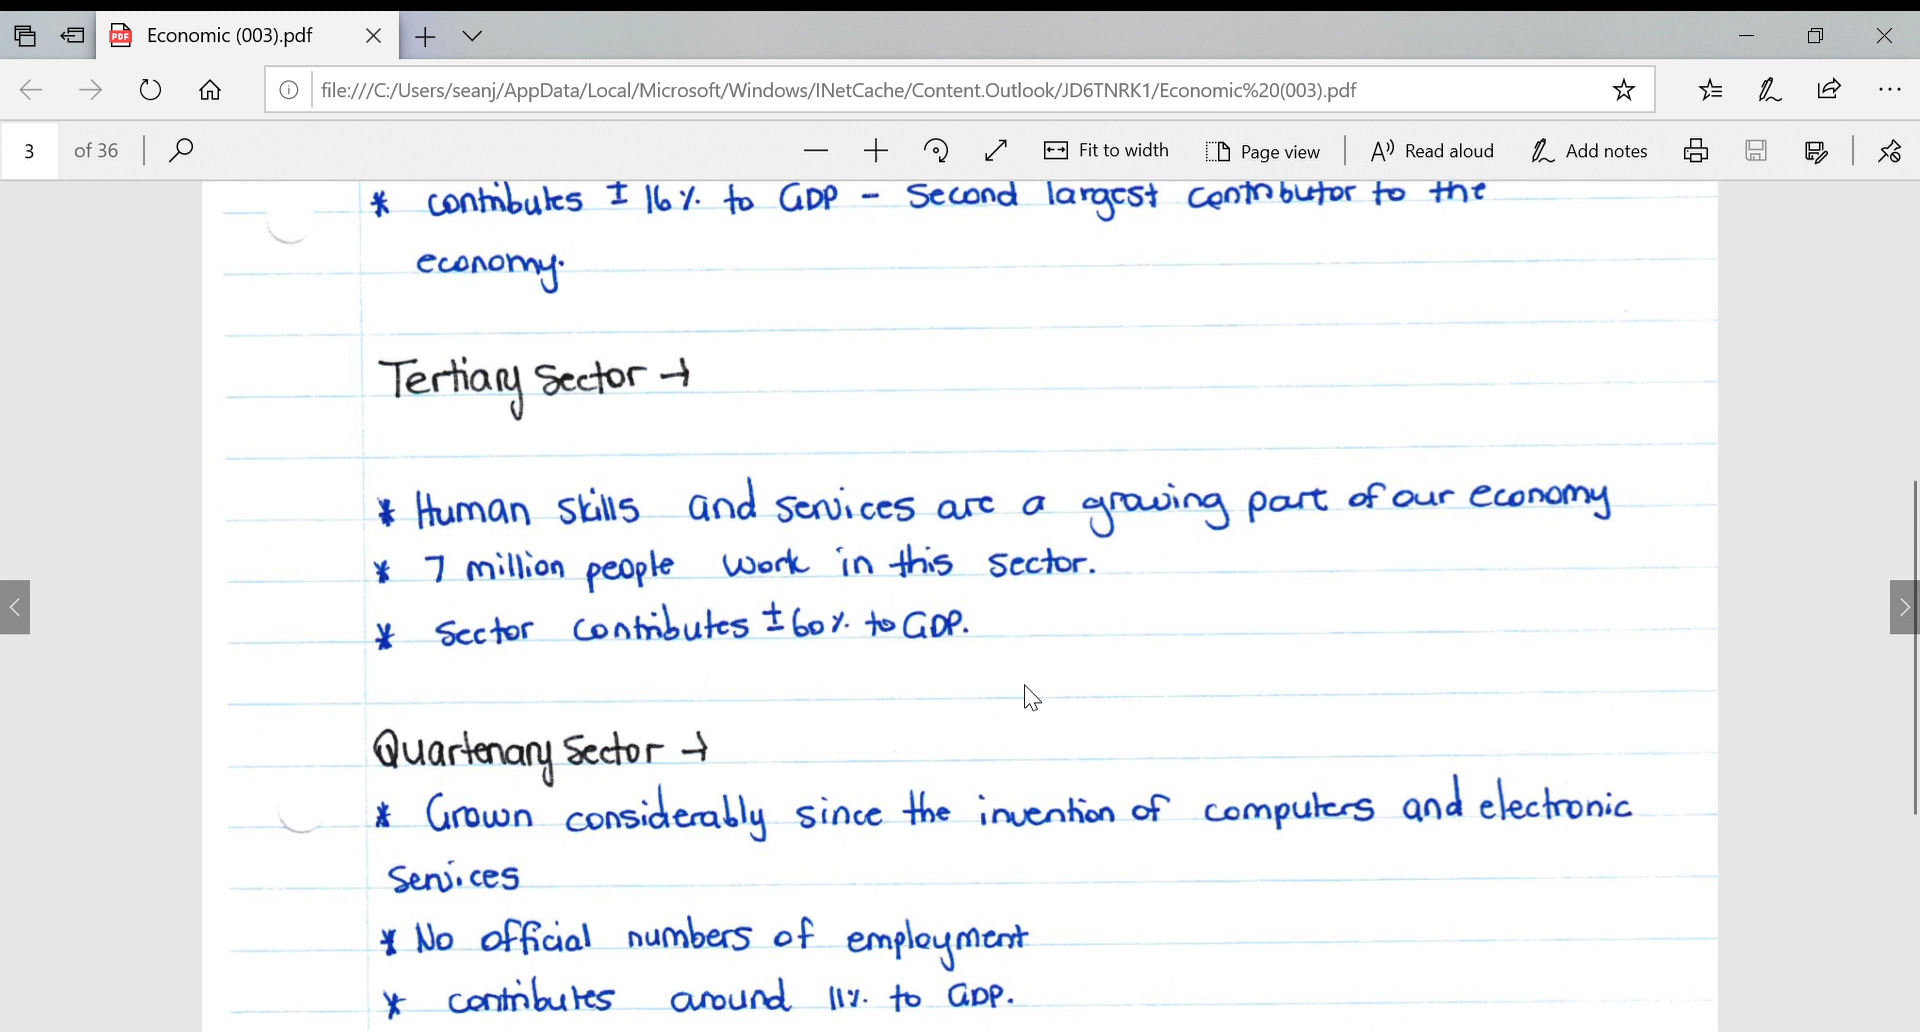 Economic (003).pdf
file:///C:/Users/seanj/AppData/Local/Microsoft/Windows/INetCache/Content.Outlook/JD6TNRK1/Economic%20(003).pdf
3 of 36 Fit to width Page view Read aloud Add notes
* contributes ± 16% to GDP - Second largest contributor to the
economy.
Tertiary Sector →
* Human skills and services are a growing part of our economy
* 7 million people work in this sector.
* Sector contributes ± 60% to GDP.
Quartenary Sector →
* Grown considerably since the invention of computers and electronic
Services
* No official numbers of employment
* contributes around 11% to GDP.